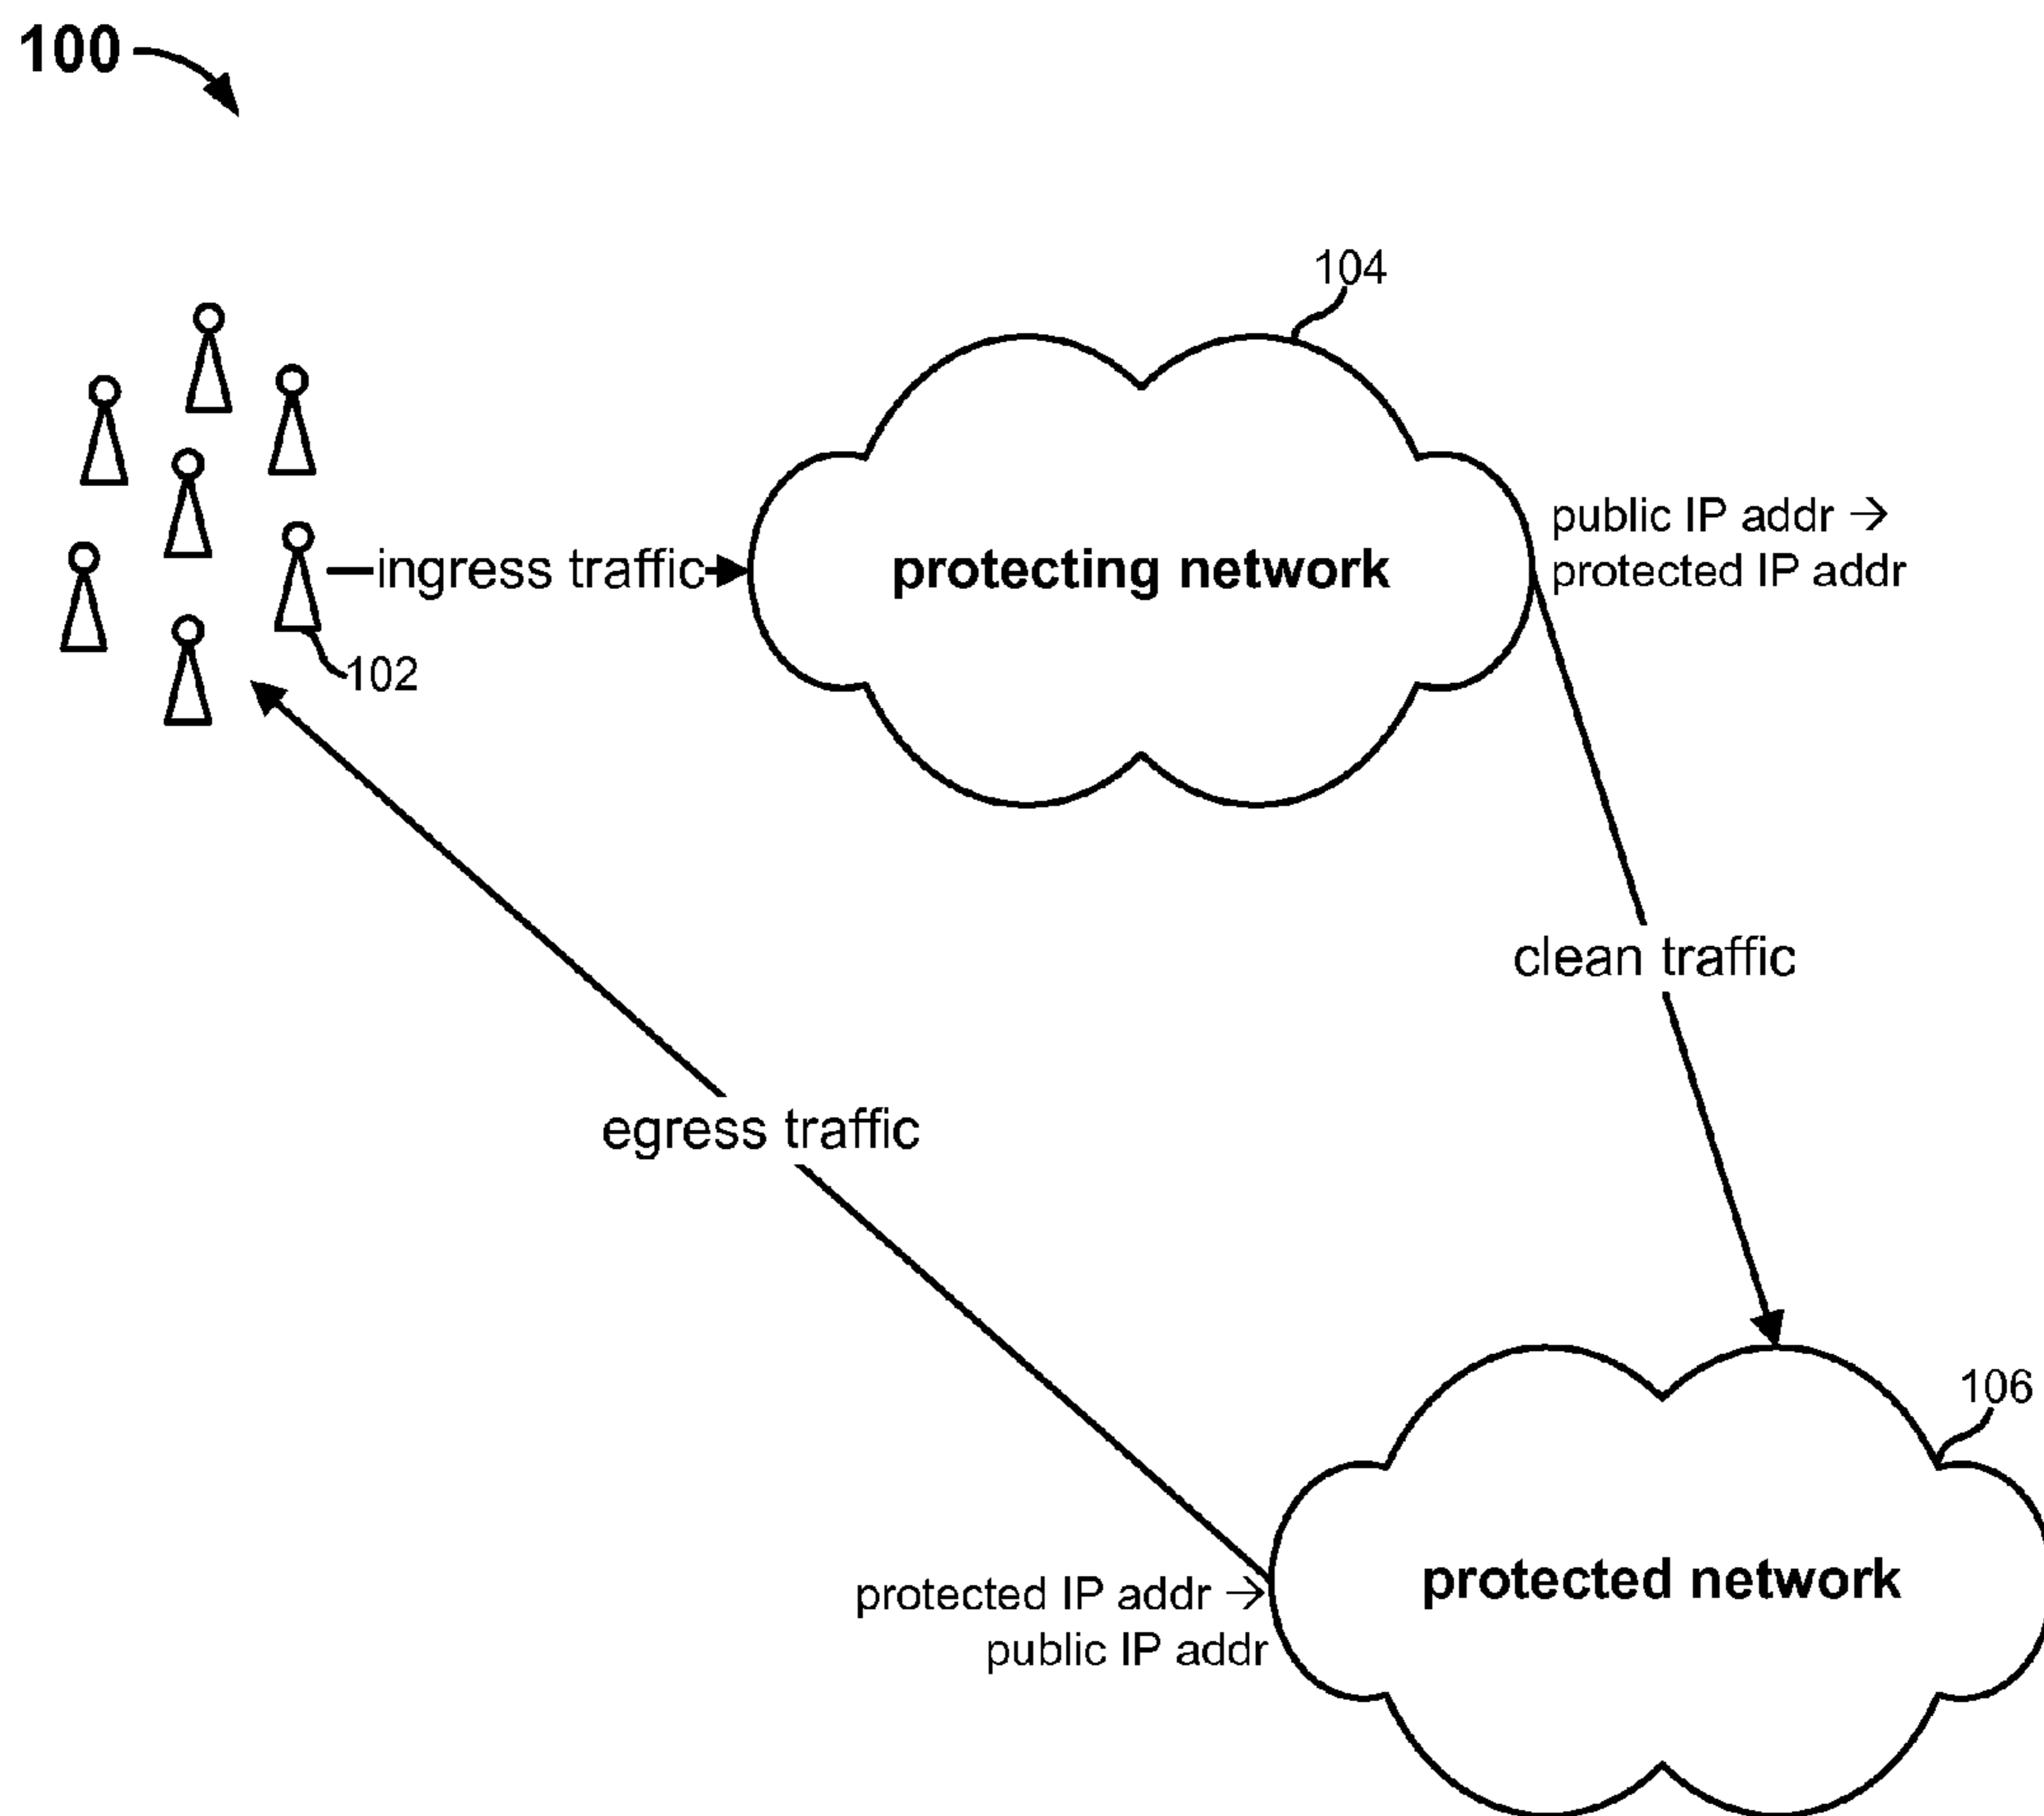 100
104
public IP addr →
protecting network
ingress traffic
protected IP addr
102
clean traffic
egress traffic
106
protected network
protected IP addr →
public IP addr